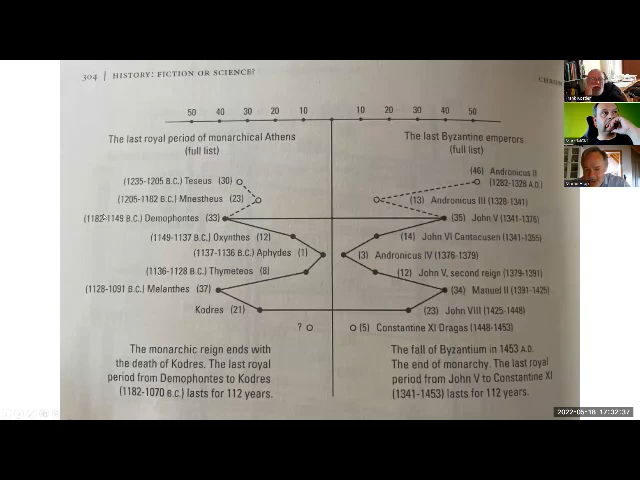 304 | HISTORY: FICTION OR SCIENCE?
50 40 30 20 10 10 20 30 40 50
The last royal period of monarchical Athens
(full list)
The last Byzantine emperors
(full list)
(1235-1205 B.C.) Teseus (30)
(46) Andronicus II
(1282-1328 A.D.)
(1205-1182 B.C.) Mnestheus (23)
(13) Andronicus III (1328-1341)
(1182-1149 B.C.) Demophontes (33)
(35) John V (1341-1376)
(1149-1137 B.C.) Oxynthes (12)
(14) John VI Cantacusen (1341-1355)
(1137-1136 B.C.) Aphydes (1)
(3) Andronicus IV (1376-1379)
(1136-1128 B.C.) Thymeteos (8)
(12) John V, second reign (1379-1391)
(1128-1091 B.C.) Melanthes (37)
(34) Manuel II (1391-1425)
Kodres (21)
(23) John VIII (1425-1448)
?
(5) Constantine XI Dragas (1448-1453)
The monarchic reign ends with
the death of Kodres. The last royal
period from Demophontes to Kodres
(1182-1070 B.C.) lasts for 112 years.
The fall of Byzantium in 1453 A.D.
The end of monarchy. The last royal
period from John V to Constantine XI
(1341-1453) lasts for 112 years.
2022-05-18 17:32:37